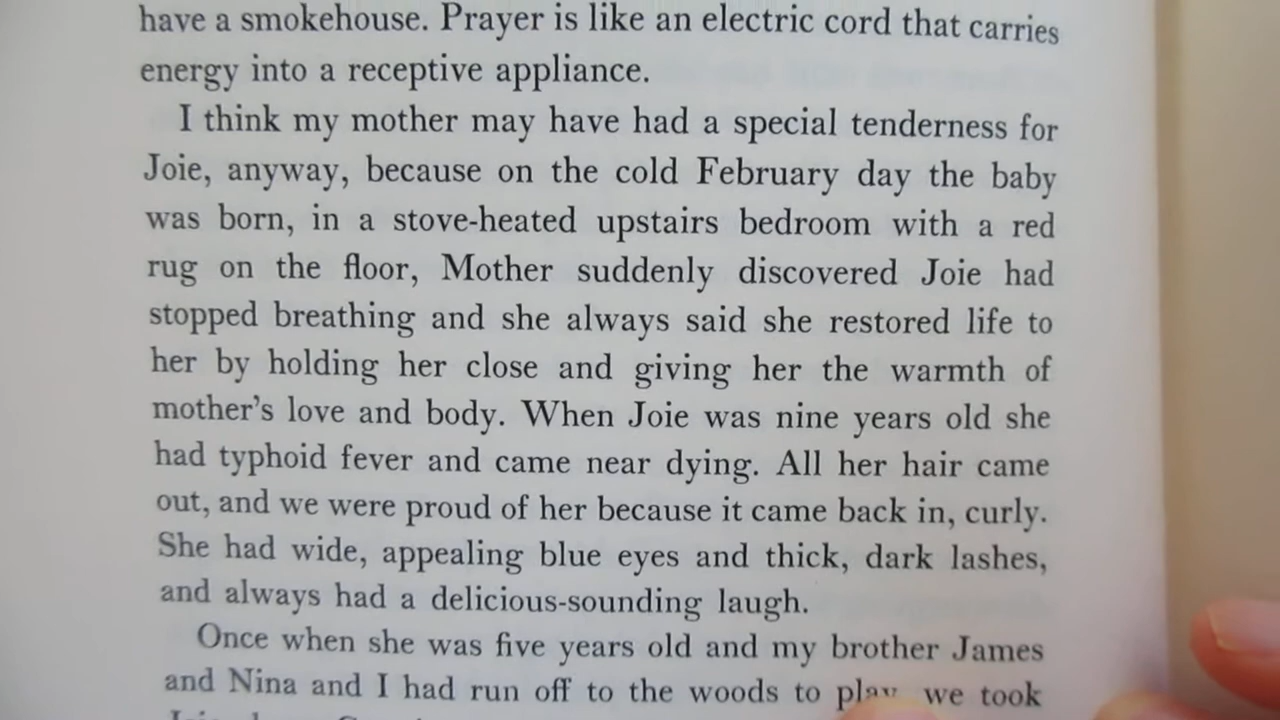 have a smokehouse. Prayer is like an electric cord that carries
energy into a receptive appliance.
I think my mother may have had a special tenderness for
Joie, anyway, because on the cold February day the baby
was born, in a stove-heated upstairs bedroom with a red
rug on the floor, Mother suddenly discovered Joie had
stopped breathing and she always said she restored life to
her by holding her close and giving her the warmth of
mother's love and body. When Joie was nine years old she
had typhoid fever and came near dying. All her hair came
out, and we were proud of her because it came back in, curly.
She had wide, appealing blue eyes and thick, dark lashes,
and always had a delicious-sounding laugh.
Once when she was five years old and my brother James
and Nina and I had run off to the woods to play we took